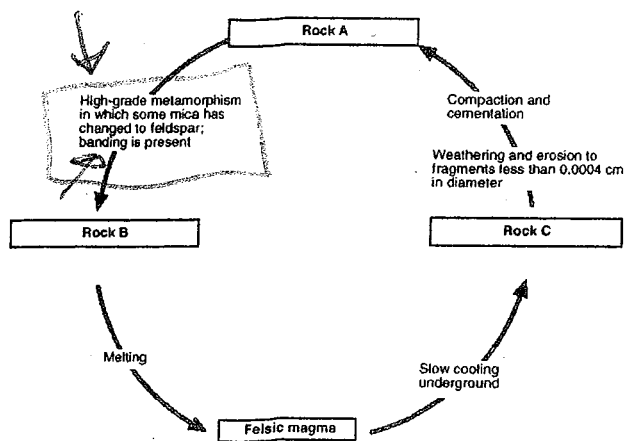 Rock A
High-grade metamorphism
in which some mica has
changed to feldspar;
banding is present
Compaction and
cementation
Weathering and erosion to
fragments less than 0.0004 cm
in diameter
Rock B
Rock C
Melting
Slow cooling
underground
Felsic magma